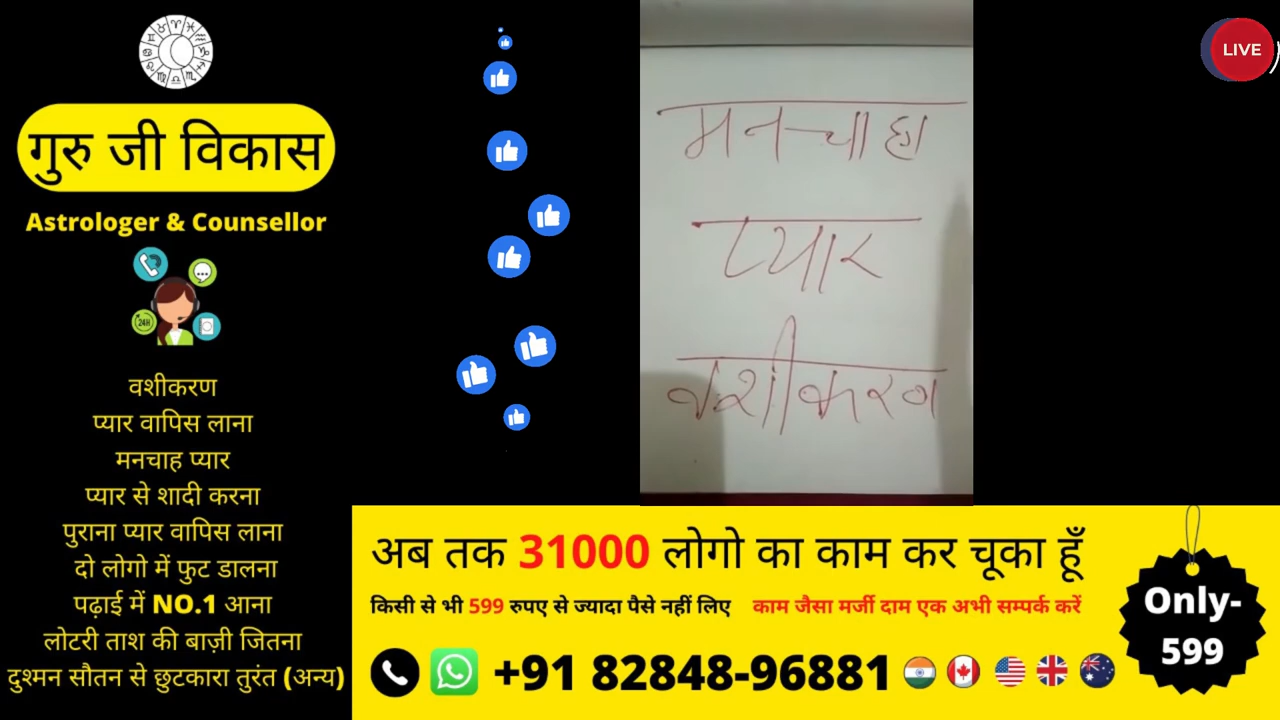 गुरु जी विकास
Astrologer & Counsellor
24H
वशीकरण
प्यार वापिस लाना
मनचाह प्यार
प्यार से शादी करना
पुराना प्यार वापिस लाना
दो लोगो में फुट डालना
पढ़ाई में NO.1 आना
लोटरी ताश की बाज़ी जितना
दुश्मन सौतन से छुटकारा तुरंत (अन्य)
मनचाहा
प्यार
वशीकरण
LIVE
अब तक 31000 लोगो का काम कर चूका हूँ
किसी से भी 599 रुपए से ज्यादा पैसे नहीं लिए काम जैसा मर्जी दाम एक अभी सम्पर्क करें
+91 82848-96881
Only-
599